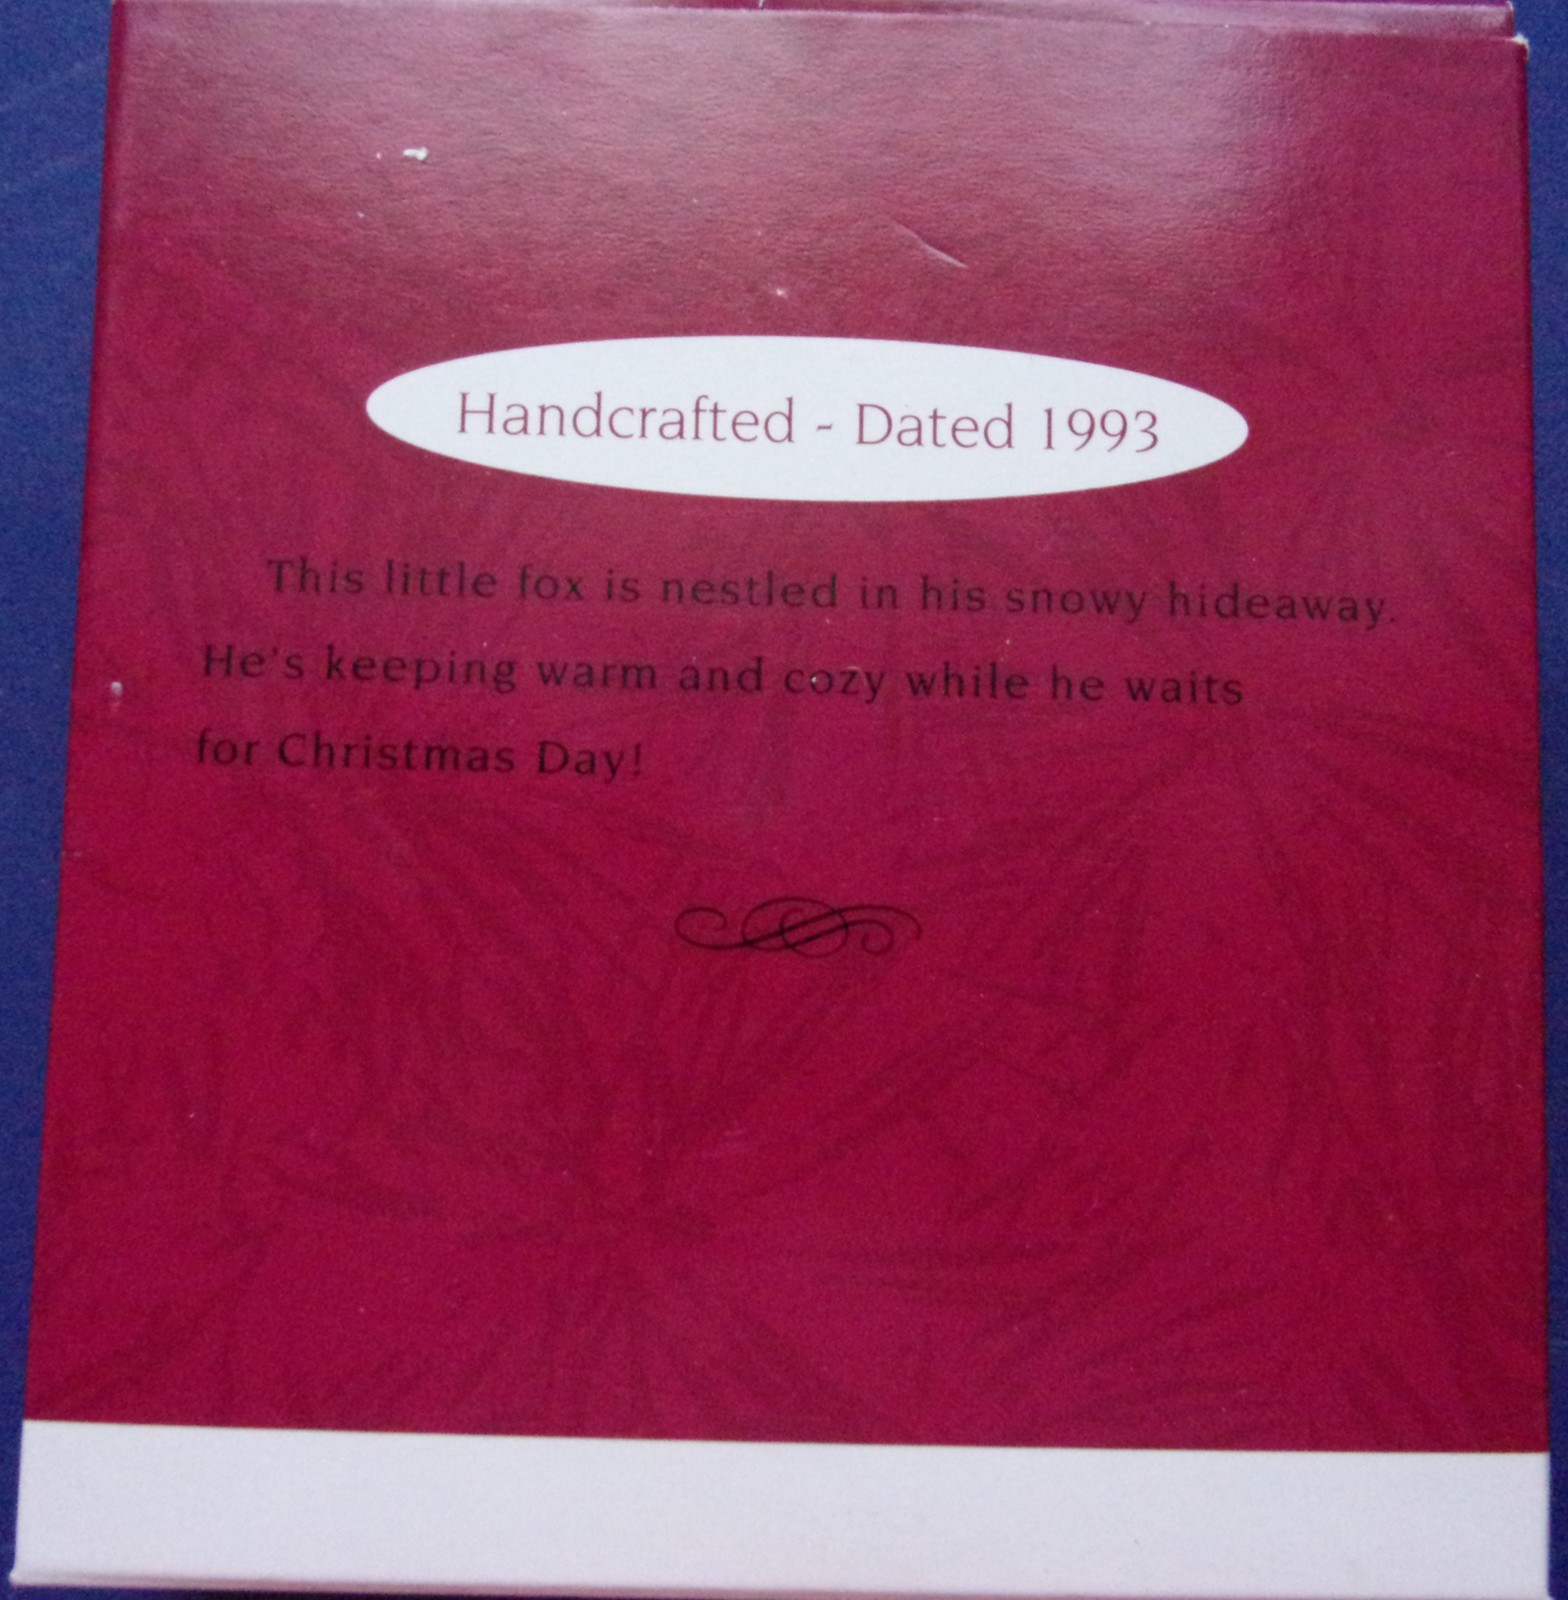 Handcrafted - Dated 1993
This little fox is nestled in his snowy hideaway.
He's keeping warm and cozy while he waits
for Christmas Day!